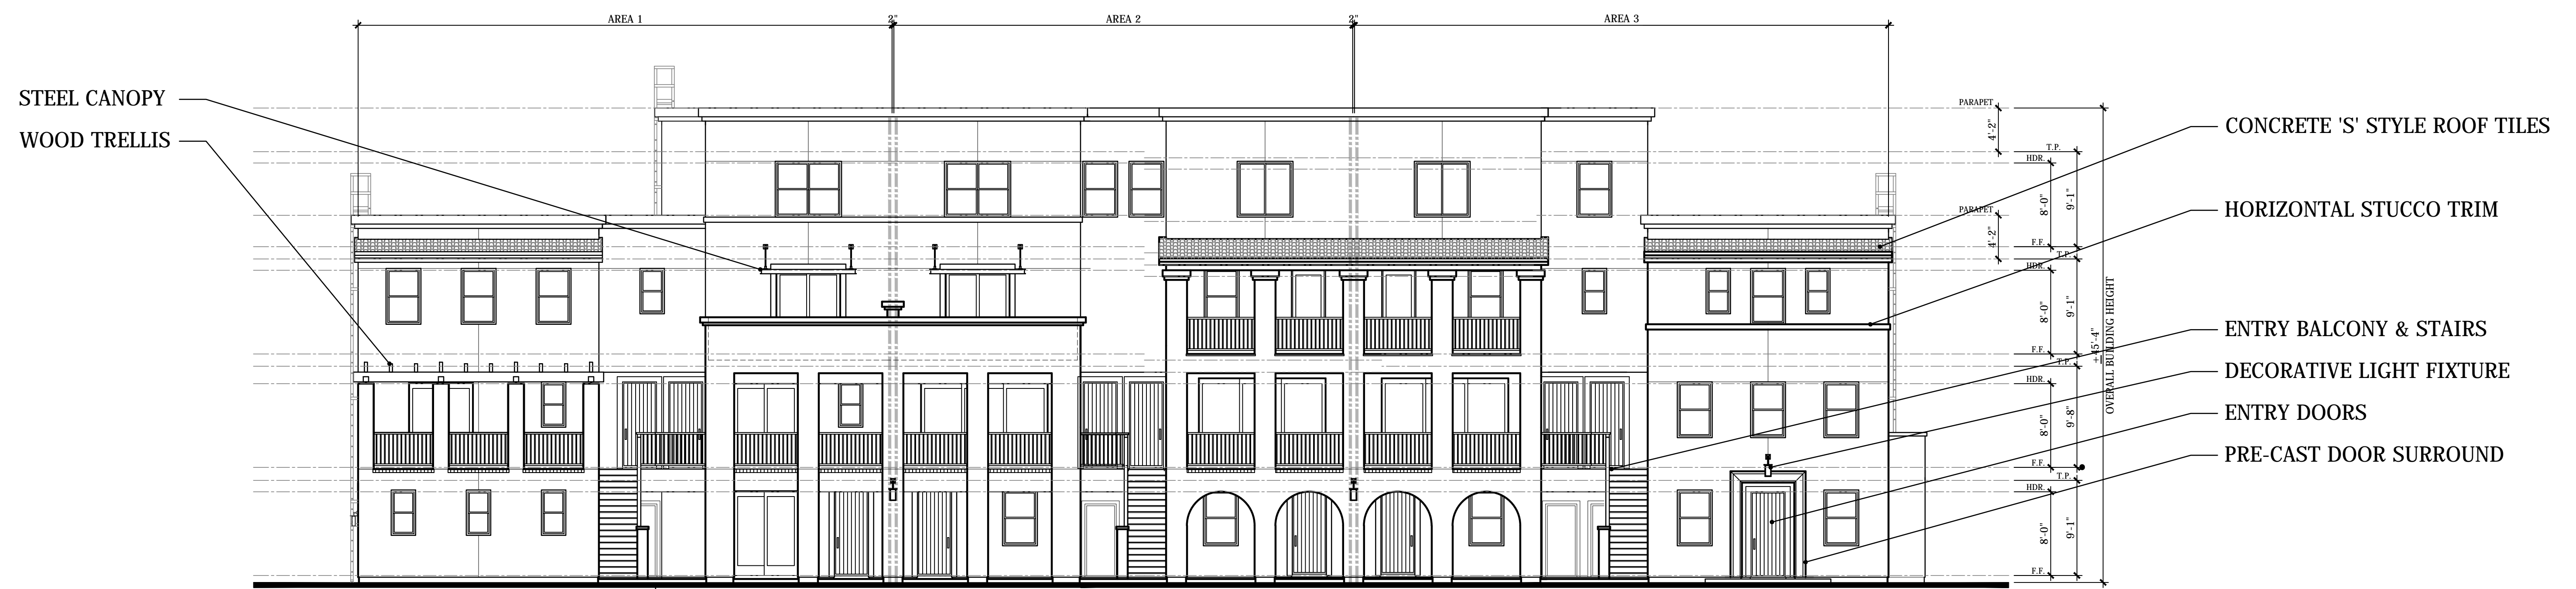 AREA 1
2"
AREA 2
2"
AREA 3
STEEL CANOPY
WOOD TRELLIS
PARAPET
4'-2"
T.P.
HDR.
8'-0"
9'-1"
PARAPET
4'-2"
F.F.
T.P.
HDR.
8'-0"
9'-1"
F.F.
T.P.
HDR.
8'-0"
9'-8"
F.F.
T.P.
HDR.
8'-0"
9'-1"
F.F.
+45'-4"
OVERALL BUILDING HEIGHT
CONCRETE 'S' STYLE ROOF TILES
HORIZONTAL STUCCO TRIM
ENTRY BALCONY & STAIRS
DECORATIVE LIGHT FIXTURE
ENTRY DOORS
PRE-CAST DOOR SURROUND